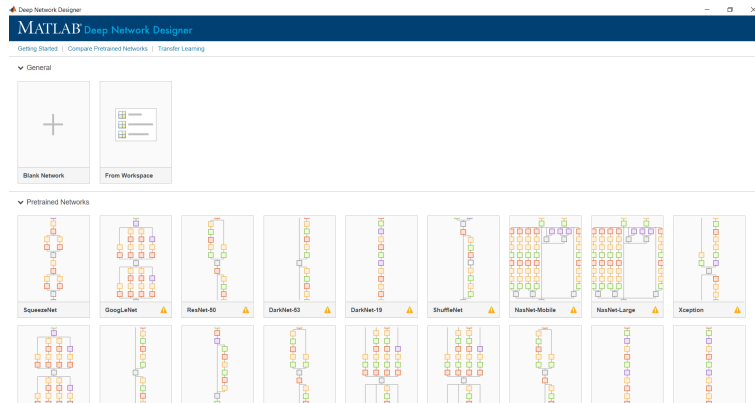 Deep Network Designer
MATLAB® Deep Network Designer
Getting Started | Compare Pretrained Networks | Transfer Learning
General
Blank Network
From Workspace
Pretrained Networks
SqueezeNet
GoogLeNet
ResNet-50
DarkNet-53
DarkNet-19
ShuffleNet
NasNet-Mobile
NasNet-Large
Xception